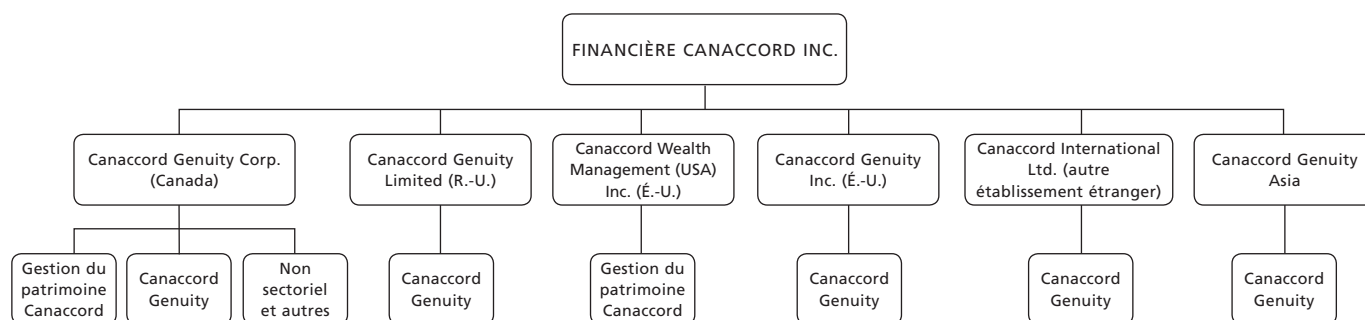 FINANCIÈRE CANACCORD INC.
Canaccord Genuity Corp.
(Canada)
Canaccord Genuity
Limited (R.-U.)
Canaccord Wealth
Management (USA)
Inc. (É.-U.)
Canaccord Genuity
Inc. (É.-U.)
Canaccord International
Ltd. (autre
établissement étranger)
Canaccord Genuity
Asia
Gestion du
patrimoine
Canaccord
Canaccord
Genuity
Non
sectoriel
et autres
Canaccord
Genuity
Gestion du
patrimoine
Canaccord
Canaccord
Genuity
Canaccord
Genuity
Canaccord
Genuity